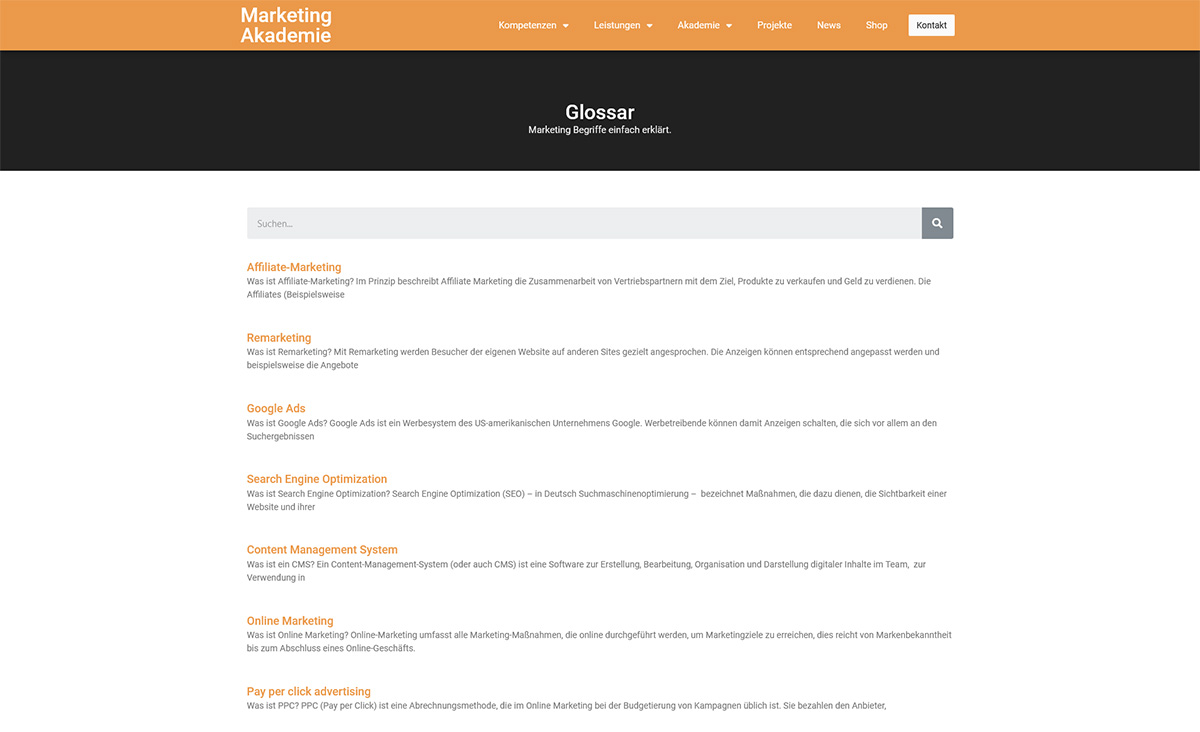 Marketing
Akademie
Kompetenzen
Leistungen
Akademie
Projekte
News
Shop
Kontakt
Glossar
Marketing Begriffe einfach erklärt.
Suchen...
Affiliate-Marketing
Was ist Affiliate-Marketing? Im Prinzip beschreibt Affiliate Marketing die Zusammenarbeit von Vertriebspartnern mit dem Ziel, Produkte zu verkaufen und Geld zu verdienen. Die
Affiliates (Beispielsweise
Remarketing
Was ist Remarketing? Mit Remarketing werden Besucher der eigenen Website auf anderen Sites gezielt angesprochen. Die Anzeigen können entsprechend angepasst werden und
beispielsweise die Angebote
Google Ads
Was ist Google Ads? Google Ads ist ein Werbesystem des US-amerikanischen Unternehmens Google. Werbetreibende können damit Anzeigen schalten, die sich vor allem an den
Suchergebnissen
Search Engine Optimization
Was ist Search Engine Optimization? Search Engine Optimization (SEO) – in Deutsch Suchmaschinenoptimierung – bezeichnet Maßnahmen, die dazu dienen, die Sichtbarkeit einer
Website und ihrer
Content Management System
Was ist ein CMS? Ein Content-Management-System (oder auch CMS) ist eine Software zur Erstellung, Bearbeitung, Organisation und Darstellung digitaler Inhalte im Team, zur
Verwendung in
Online Marketing
Was ist Online Marketing? Online-Marketing umfasst alle Marketing-Maßnahmen, die online durchgeführt werden, um Marketingziele zu erreichen, dies reicht von Markenbekanntheit
bis zum Abschluss eines Online-Geschäfts.
Pay per click advertising
Was ist PPC? PPC (Pay per Click) ist eine Abrechnungsmethode, die im Online Marketing bei der Budgetierung von Kampagnen üblich ist. Sie bezahlen den Anbieter,